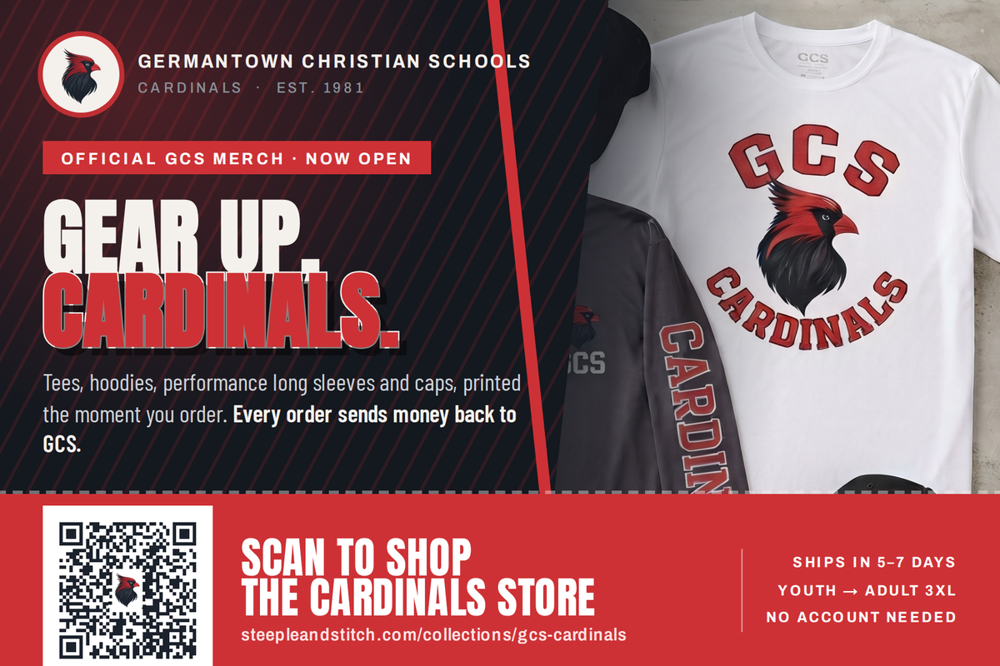 GERMANTOWN CHRISTIAN SCHOOLS
CARDINALS · EST. 1981
OFFICIAL GCS MERCH · NOW OPEN
GEAR UP,
CARDINALS.
Tees, hoodies, performance long sleeves and caps, printed
the moment you order. Every order sends money back to
GCS.
GCS
GCS
CARDINALS
GCS
CARDIN
SCAN TO SHOP
THE CARDINALS STORE
steepleandstitch.com/collections/gcs-cardinals
SHIPS IN 5–7 DAYS
YOUTH → ADULT 3XL
NO ACCOUNT NEEDED